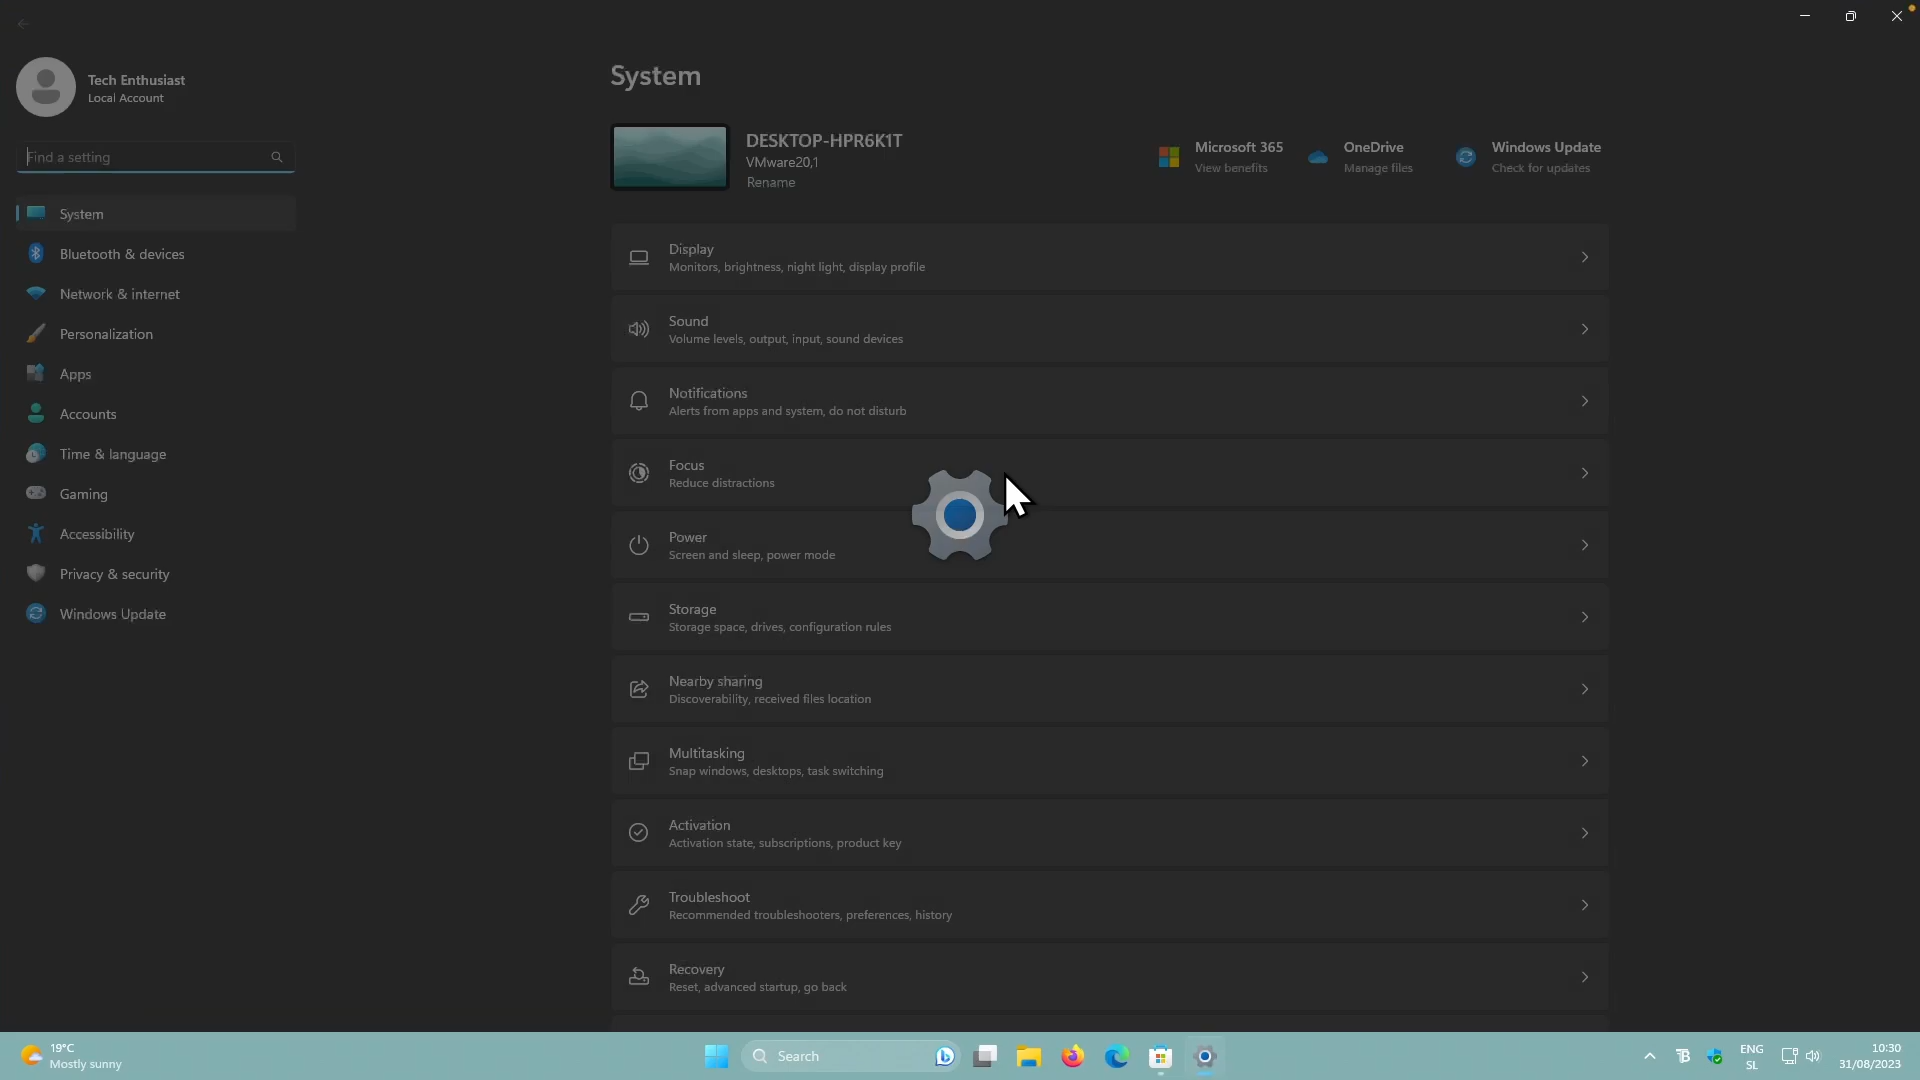 Tech Enthusiast
Local Account
Find a setting
System
Bluetooth & devices
Network & internet
Personalization
Apps
Accounts
Time & language
Gaming
Accessibility
Privacy & security
Windows Update
System
DESKTOP-HPR6K1T
VMware20,1
Rename
Microsoft 365
View benefits
OneDrive
Manage files
Windows Update
Check for updates
Display
Monitors, brightness, night light, display profile
Sound
Volume levels, output, input, sound devices
Notifications
Alerts from apps and system, do not disturb
Focus
Reduce distractions
Power
Screen and sleep, power mode
Storage
Storage space, drives, configuration rules
Nearby sharing
Discoverability, received files location
Multitasking
Snap windows, desktops, task switching
Activation
Activation state, subscriptions, product key
Troubleshoot
Recommended troubleshooters, preferences, history
Recovery
Reset, advanced startup, go back
19°C
Mostly sunny
Search
ENG
SL
10:30
31/08/2023